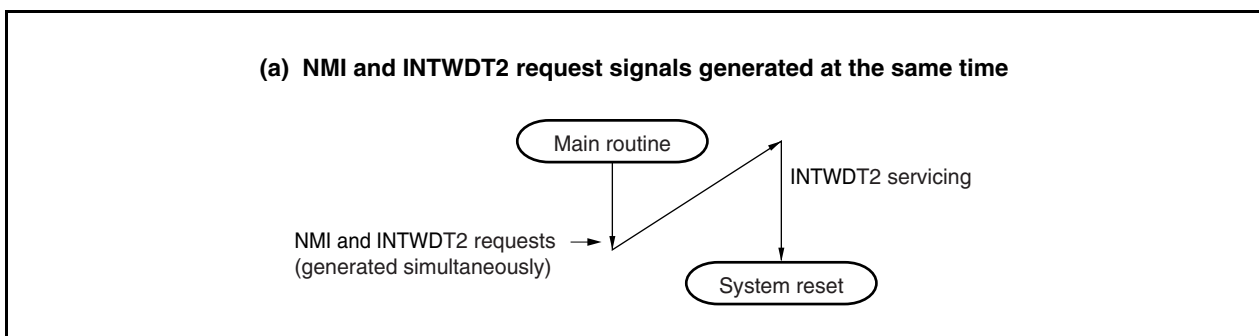 (a) NMI and INTWDT2 request signals generated at the same time
Main routine
INTWDT2 servicing
NMI and INTWDT2 requests
(generated simultaneously)
System reset